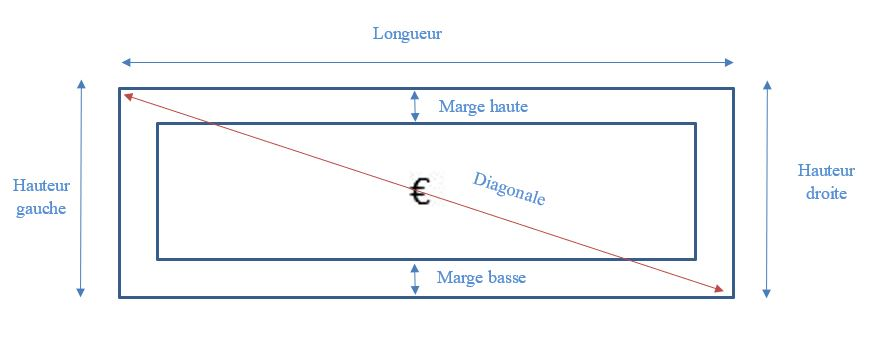 Longueur
Marge haute
Hauteur
gauche
€
Diagonale
Hauteur
droite
Marge basse